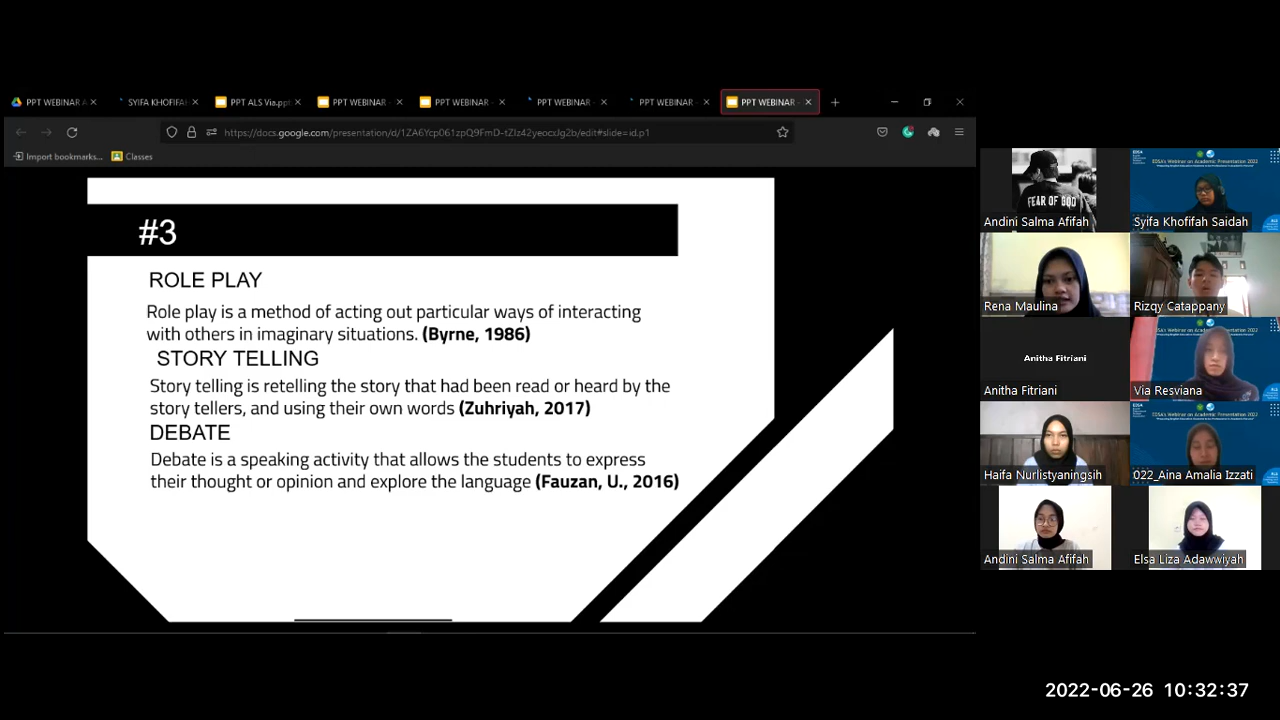 PPT WEBINAR A
SYIFA KHOFIFAH
PPT ALS Via.ppt
PPT WEBINAR -
PPT WEBINAR -
PPT WEBINAR -
PPT WEBINAR -
PPT WEBINAR -
https://docs.google.com/presentation/d/1ZA6Ycp061zpQ9FmD-tZIz42yeocxJg2b/edit#slide=id.p1
Import bookmarks...
Classes
#3
ROLE PLAY
Role play is a method of acting out particular ways of interacting
with others in imaginary situations. (Byrne, 1986)
STORY TELLING
Story telling is retelling the story that had been read or heard by the
story tellers, and using their own words (Zuhriyah, 2017)
DEBATE
Debate is a speaking activity that allows the students to express
their thought or opinion and explore the language (Fauzan, U., 2016)
FEAR OF GOD
Andini Salma Afifah
EDSA's Webinar on Academic Presentation 2022
Syifa Khofifah Saidah
Rena Maulina
Rizqy Catappany
Anitha Fitriani
Anitha Fitriani
Via Resviana
Haifa Nurlistyaningsih
022_Aina Amalia Izzati
Andini Salma Afifah
Elsa Liza Adawwiyah
2022-06-26 10:32:37